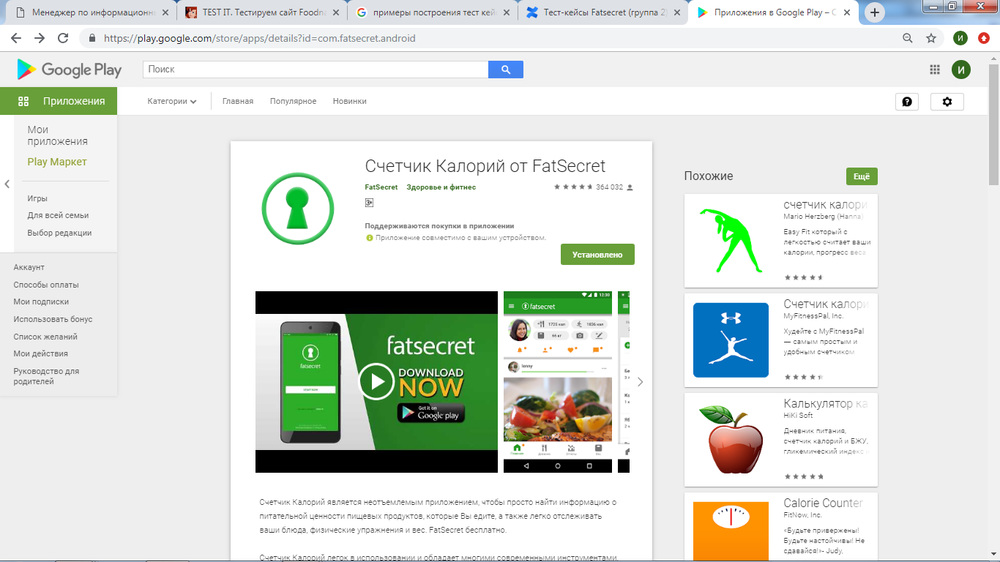 Менеджер по информационны
TEST IT. Тестируем сайт Foodna
примеры построения тест кей
Тест-кейсы Fatsecret (группа 2)
Приложения в Google Play – С
https://play.google.com/store/apps/details?id=com.fatsecret.android
И
Google Play
Поиск
И
Приложения
Категории
Главная
Популярное
Новинки
Мои
приложения
Play Маркет
Игры
Для всей семьи
Выбор редакции
Аккаунт
Способы оплаты
Мои подписки
Использовать бонус
Список желаний
Мои действия
Руководство для
родителей
Счетчик Калорий от FatSecret
FatSecret Здоровье и фитнес
364 032
3+
Поддерживаются покупки в приложении
Приложение совместимо с вашим устройством.
Установлено
fatsecret
START NOW
fatsecret
DOWNLOAD
NOW
Get it on
Google play
12:30
fatsecret
1725 кал
1836 кал
66 кг
lenny
Главная
Дневник
Отчеты
Вес
Счетчик Калорий является неотъемлемым приложением, чтобы просто найти информацию о
питательной ценности пищевых продуктов, которые Вы едите, а также легко отслеживать
ваши блюда, физические упражнения и вес. FatSecret бесплатно.
Счетчик Калорий легок в использовании и обладает многими современными инструментами,
Похожие
Ещё
счетчик калори
Mario Herzberg (Hanna)
Easy Fit который с
легкостью считает ваши
калории, прогресс веса
Счетчик калори
MyFitnessPal, Inc.
Худейте с MyFitnessPal
— самым простым и
удобным счетчиком
Калькулятор ка
HiKi Soft
Дневник питания,
счетчик калорий и БЖУ,
гликемический индекс и
Calorie Counter
FitNow, Inc.
«Будьте привержены!
Будьте настойчивы! Не
сдавайся!»- Judy,